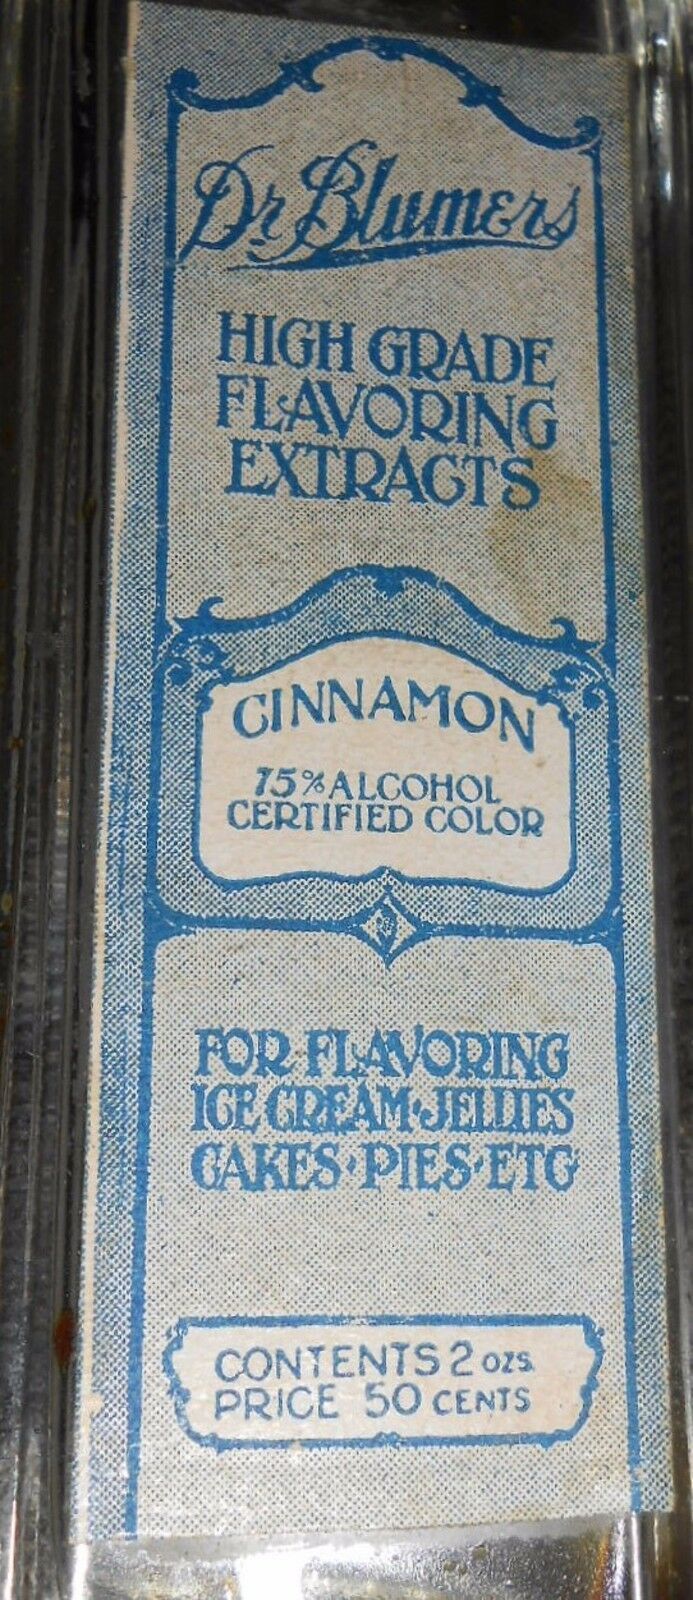 Dr. Blumers
HIGH GRADE
FLAVORING
EXTRACTS
CINNAMON
75% ALCOHOL
CERTIFIED COLOR
FOR FLAVORING
ICE CREAM·JELLIES
CAKES·PIES·ETC
CONTENTS 2 OZS.
PRICE 50 CENTS